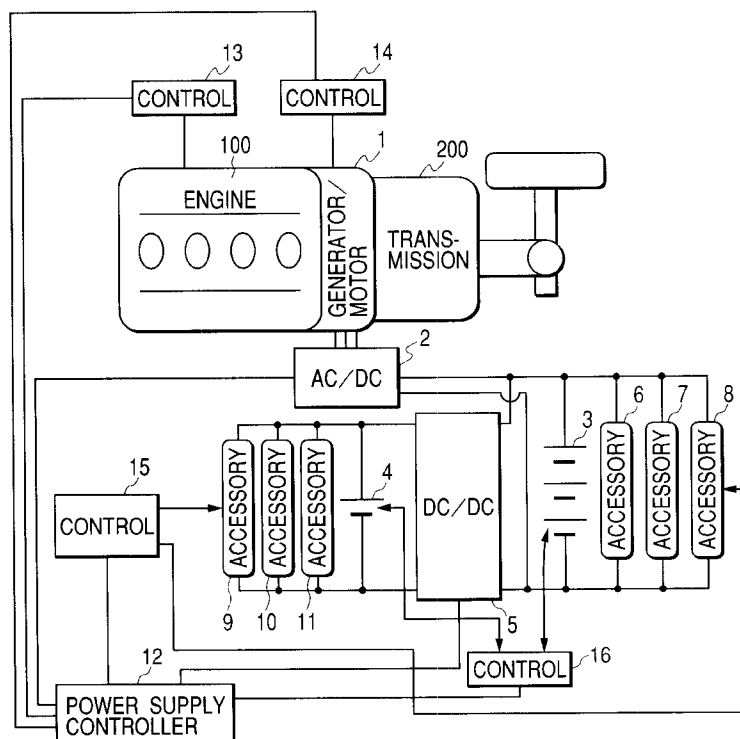 13
14
CONTROL
CONTROL
100
1
200
ENGINE
GENERATOR/
MOTOR
TRANS-
MISSION
2
AC/DC
3
6
7
8
15
4
ACCESSORY
ACCESSORY
ACCESSORY
CONTROL
ACCESSORY
ACCESSORY
ACCESSORY
DC/DC
9
10
11
5
12
CONTROL
16
POWER SUPPLY
CONTROLLER